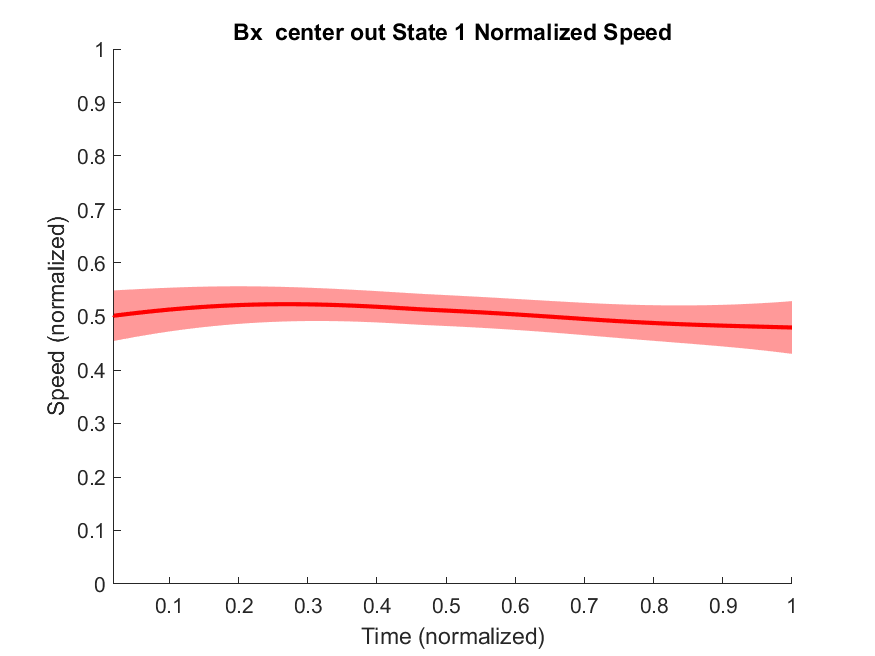 Bx  center out State 1 Normalized Speed
1
0.9
0.8
0.7
0.6
0.5
0.4
0.3
0.2
0.1
0
Speed (normalized)
0.1 0.2 0.3 0.4 0.5 0.6 0.7 0.8 0.9 1
Time (normalized)